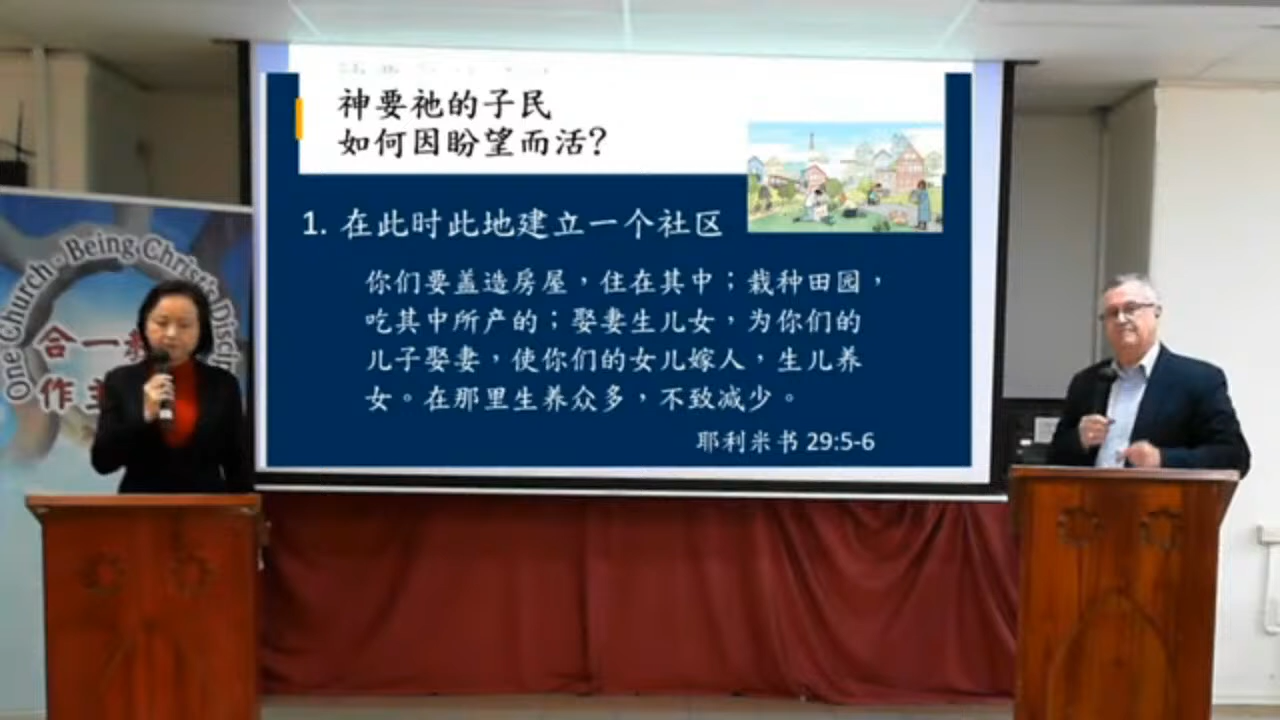 神要祂的子民
如何因盼望而活？
1. 在此时此地建立一个社区
你们要盖造房屋，住在其中；栽种田园，
吃其中所产的；娶妻生儿女，为你们的
儿子娶妻，使你们的女儿嫁人，生儿养
女。在那里生养众多，不致减少。
耶利米书 29:5-6
One Church - Being Christ's
合一
作主